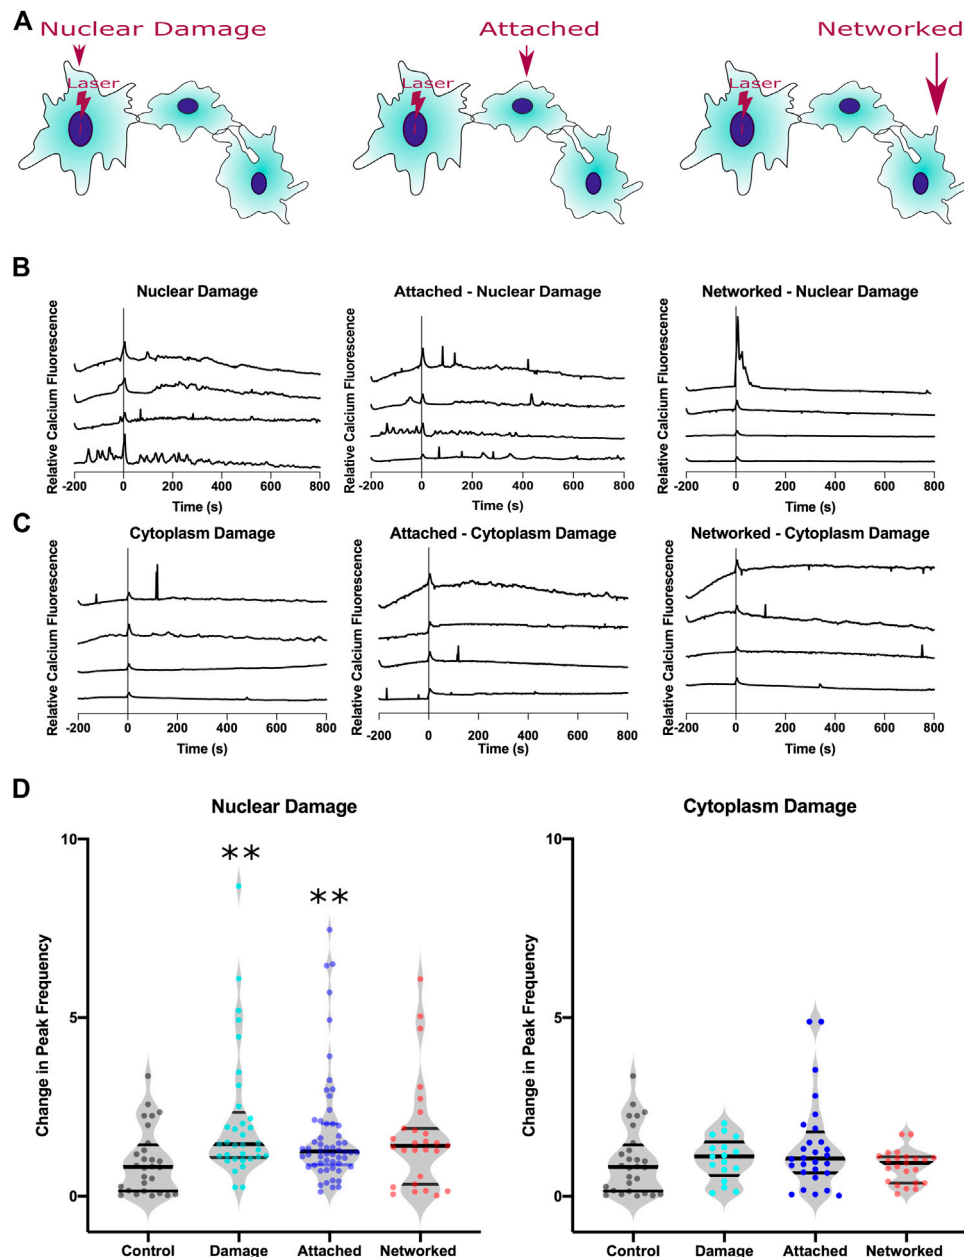 A
Nuclear Damage
Attached
Networked
Laser
Laser
Laser
B
Nuclear Damage
Attached - Nuclear Damage
Networked - Nuclear Damage
Relative Calcium Fluorescence
Relative Calcium Fluorescence
Relative Calcium Fluorescence
-200 0 200 400 600 800
-200 0 200 400 600 800
-200 0 200 400 600 800
Time (s)
Time (s)
Time (s)
C
Cytoplasm Damage
Attached - Cytoplasm Damage
Networked - Cytoplasm Damage
Relative Calcium Fluorescence
Relative Calcium Fluorescence
Relative Calcium Fluorescence
-200 0 200 400 600 800
-200 0 200 400 600 800
-200 0 200 400 600 800
Time (s)
Time (s)
Time (s)
D
Nuclear Damage
Change in Peak Frequency
10
5
0
**
**
Control Damage Attached Networked
Cytoplasm Damage
Change in Peak Frequency
10
5
0
Control Damage Attached Networked